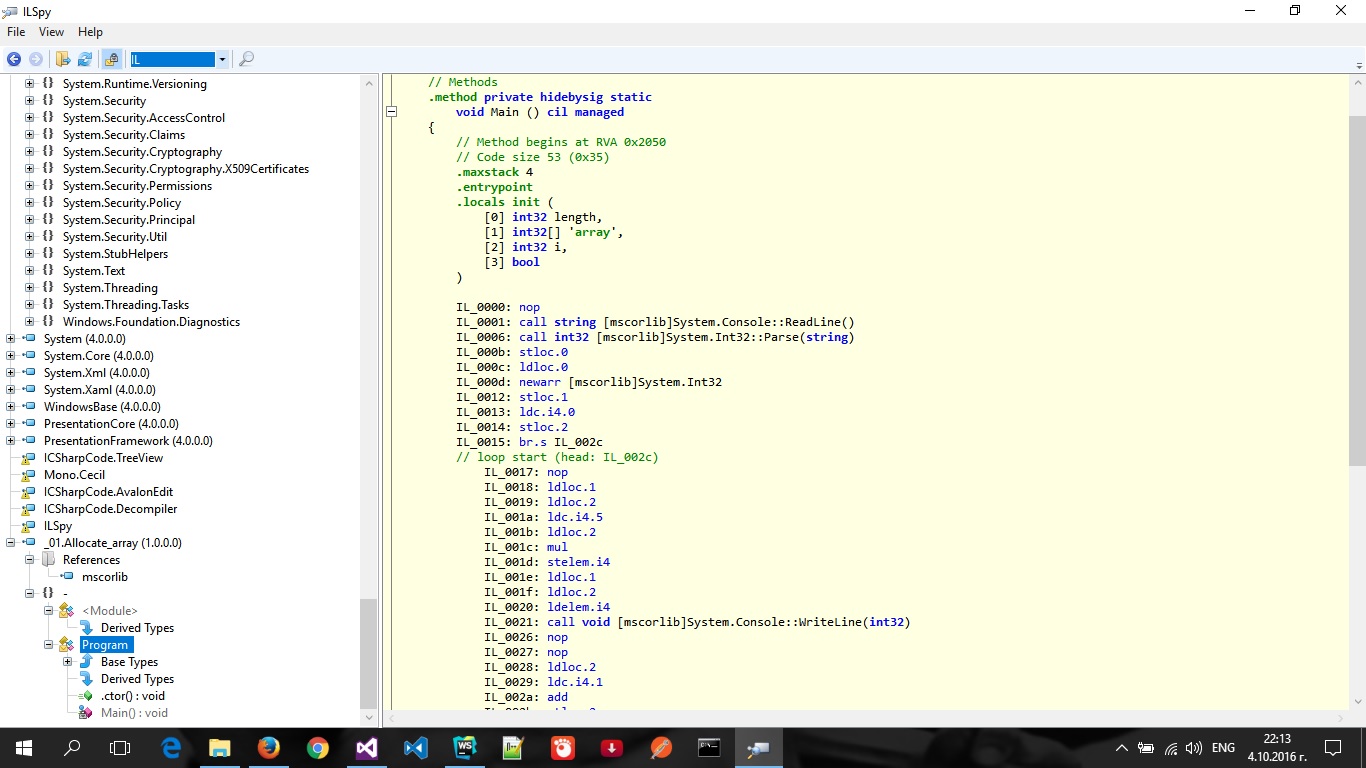 ILSpy
File View Help
IL
System.Runtime.Versioning
System.Security
System.Security.AccessControl
System.Security.Claims
System.Security.Cryptography
System.Security.Cryptography.X509Certificates
System.Security.Permissions
System.Security.Policy
System.Security.Principal
System.Security.Util
System.StubHelpers
System.Text
System.Threading
System.Threading.Tasks
Windows.Foundation.Diagnostics
System (4.0.0.0)
System.Core (4.0.0.0)
System.Xml (4.0.0.0)
System.Xaml (4.0.0.0)
WindowsBase (4.0.0.0)
PresentationCore (4.0.0.0)
PresentationFramework (4.0.0.0)
ICSharpCode.TreeView
Mono.Cecil
ICSharpCode.AvalonEdit
ICSharpCode.Decompiler
ILSpy
_01.Allocate_array (1.0.0.0)
References
mscorlib
{} -
<Module>
Derived Types
Program
Base Types
Derived Types
.ctor() : void
Main() : void
// Methods
.method private hidebysig static
void Main () cil managed
{
// Method begins at RVA 0x2050
// Code size 53 (0x35)
.maxstack 4
.entrypoint
.locals init (
[0] int32 length,
[1] int32[] 'array',
[2] int32 i,
[3] bool
)
IL_0000: nop
IL_0001: call string [mscorlib]System.Console::ReadLine()
IL_0006: call int32 [mscorlib]System.Int32::Parse(string)
IL_000b: stloc.0
IL_000c: ldloc.0
IL_000d: newarr [mscorlib]System.Int32
IL_0012: stloc.1
IL_0013: ldc.i4.0
IL_0014: stloc.2
IL_0015: br.s IL_002c
// loop start (head: IL_002c)
IL_0017: nop
IL_0018: ldloc.1
IL_0019: ldloc.2
IL_001a: ldc.i4.5
IL_001b: ldloc.2
IL_001c: mul
IL_001d: stelem.i4
IL_001e: ldloc.1
IL_001f: ldloc.2
IL_0020: ldelem.i4
IL_0021: call void [mscorlib]System.Console::WriteLine(int32)
IL_0026: nop
IL_0027: nop
IL_0028: ldloc.2
IL_0029: ldc.i4.1
IL_002a: add
ENG
22:13
4.10.2016 г.